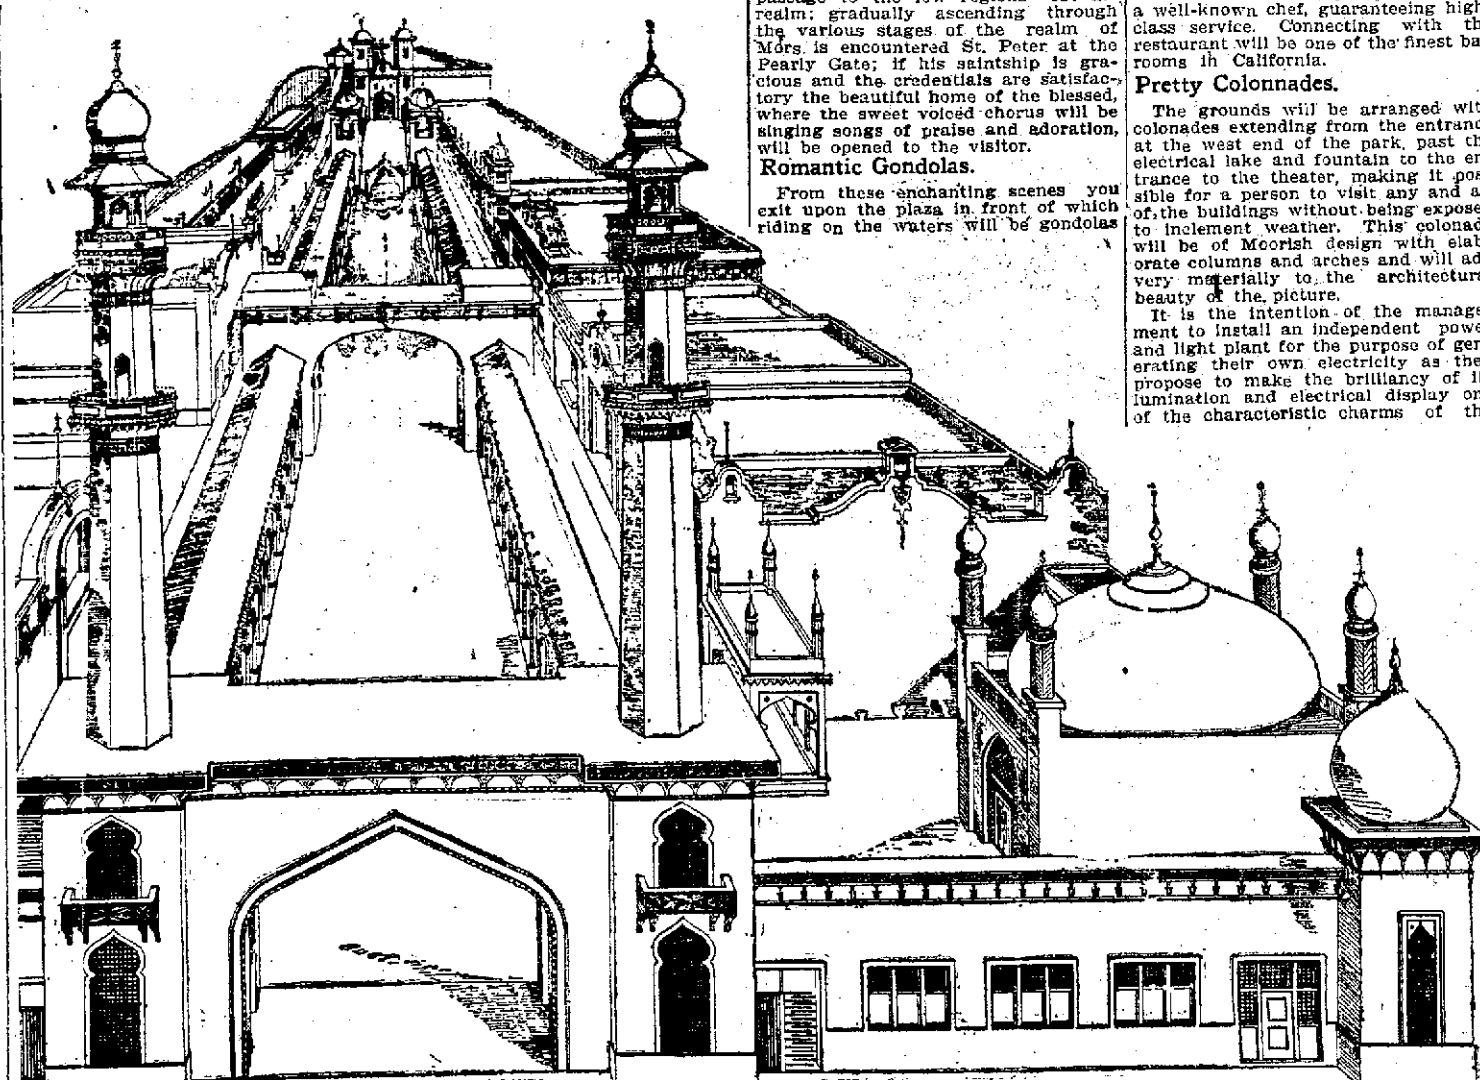 realm; gradually ascending through
the various stages of the realm of
Mors is encountered St. Peter at the
Pearly Gate; if his saintship is gra-
cious and the credentials are satisfac-
tory the beautiful home of the blessed,
where the sweet voiced chorus will be
singing songs of praise and adoration,
will be opened to the visitor.
Romantic Gondolas.
From these enchanting scenes you
exit upon the plaza in front of which
riding on the waters will be gondolas
a well-known chef, guaranteeing high
class service. Connecting with th
restaurant will be one of the finest ba
rooms in California.
Pretty Colonnades.
The grounds will be arranged wit
colonades extending from the entranc
at the west end of the park, past th
electrical lake and fountain to the en
trance to the theater, making it pos
sible for a person to visit any and a
of the buildings without being expose
to inclement weather. This colonad
will be of Moorish design with elab
orate columns and arches and will ad
very materially to the architectura
beauty of the picture.
It is the intention of the manage
ment to install an independent powe
and light plant for the purpose of gen
erating their own electricity as the
propose to make the brilliancy of il
lumination and electrical display on
of the characteristic charms of th